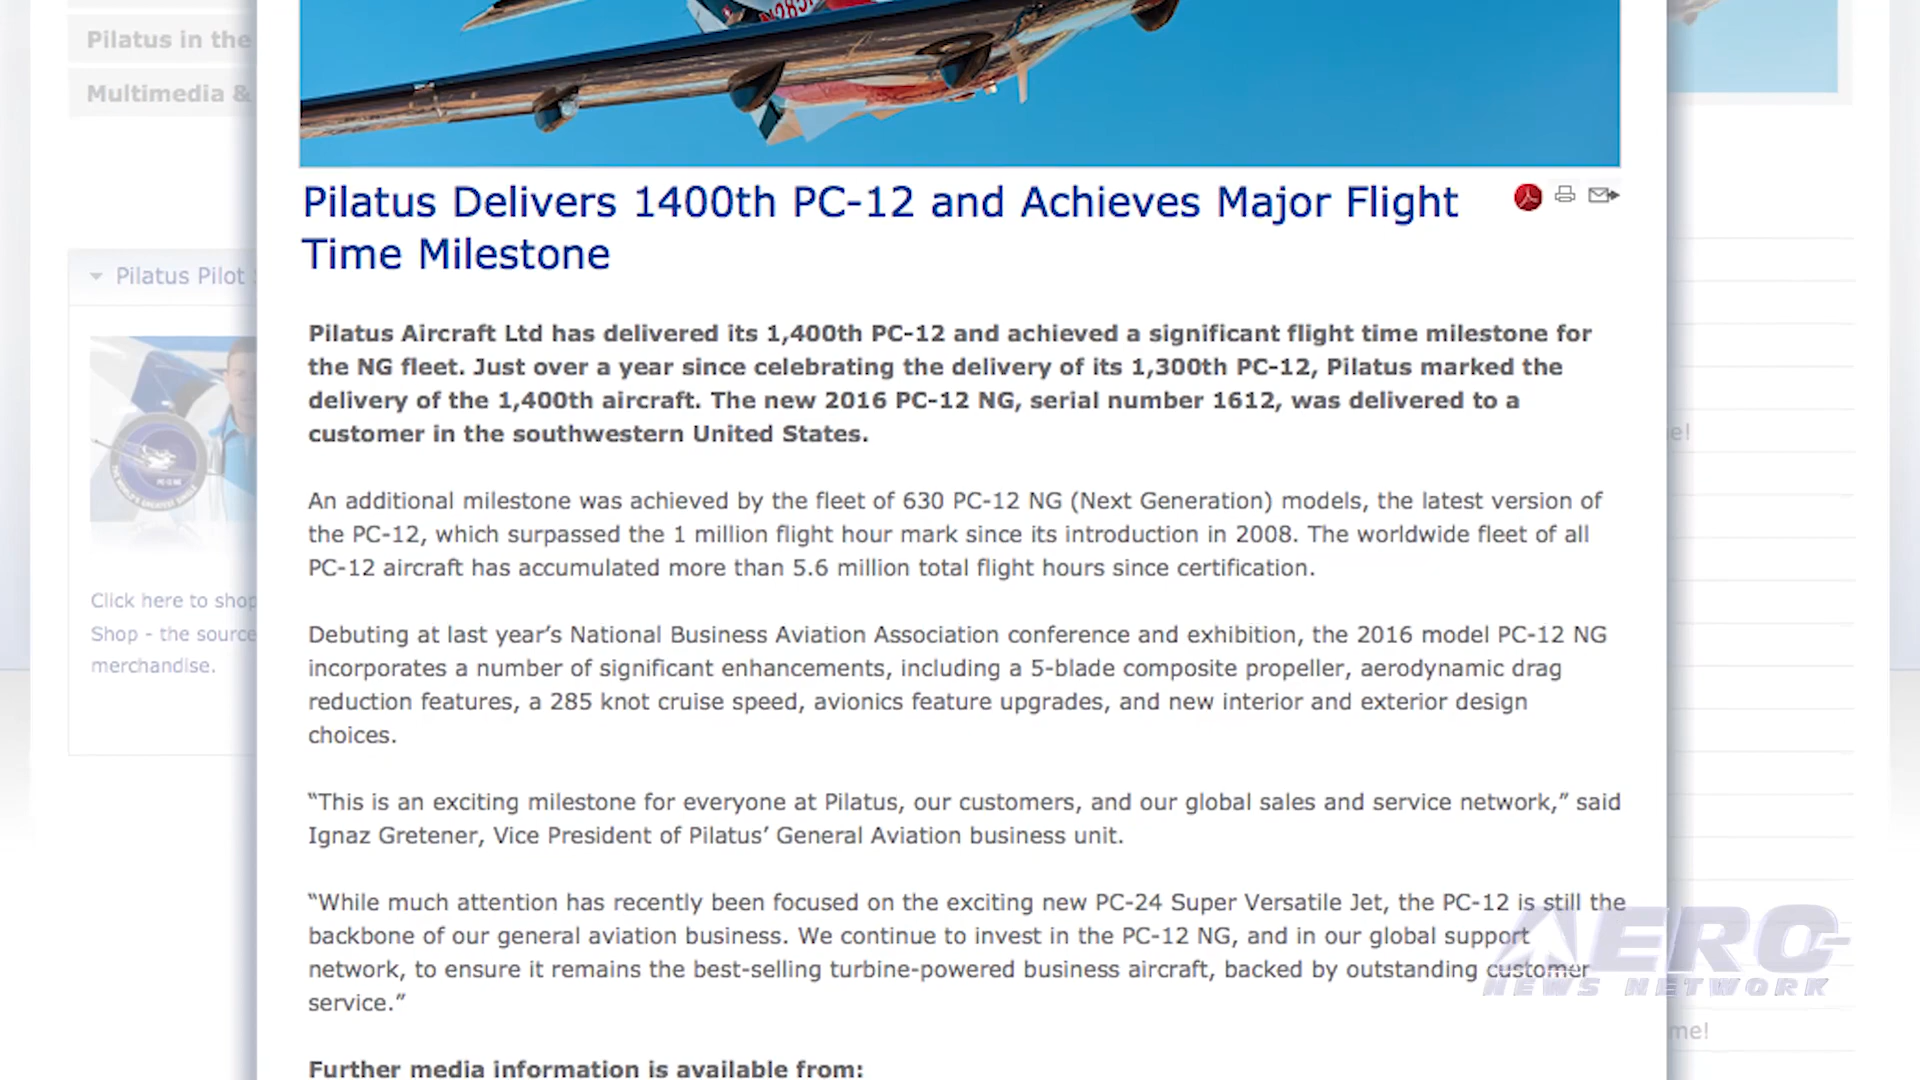 Pilatus in the
Multimedia &
Pilatus Delivers 1400th PC-12 and Achieves Major Flight
Time Milestone
Pilatus Pilot
Pilatus Aircraft Ltd has delivered its 1,400th PC-12 and achieved a significant flight time milestone for
the NG fleet. Just over a year since celebrating the delivery of its 1,300th PC-12, Pilatus marked the
delivery of the 1,400th aircraft. The new 2016 PC-12 NG, serial number 1612, was delivered to a
customer in the southwestern United States.
An additional milestone was achieved by the fleet of 630 PC-12 NG (Next Generation) models, the latest version of
the PC-12, which surpassed the 1 million flight hour mark since its introduction in 2008. The worldwide fleet of all
PC-12 aircraft has accumulated more than 5.6 million total flight hours since certification.
Click here to shop
Shop - the source
merchandise.
Debuting at last year’s National Business Aviation Association conference and exhibition, the 2016 model PC-12 NG
incorporates a number of significant enhancements, including a 5-blade composite propeller, aerodynamic drag
reduction features, a 285 knot cruise speed, avionics feature upgrades, and new interior and exterior design
choices.
“This is an exciting milestone for everyone at Pilatus, our customers, and our global sales and service network,” said
Ignaz Gretener, Vice President of Pilatus’ General Aviation business unit.
“While much attention has recently been focused on the exciting new PC-24 Super Versatile Jet, the PC-12 is still the
backbone of our general aviation business. We continue to invest in the PC-12 NG, and in our global support
network, to ensure it remains the best-selling turbine-powered business aircraft, backed by outstanding customer
service.”
AERO-
NEWS NETWORK
me!
Further media information is available from: